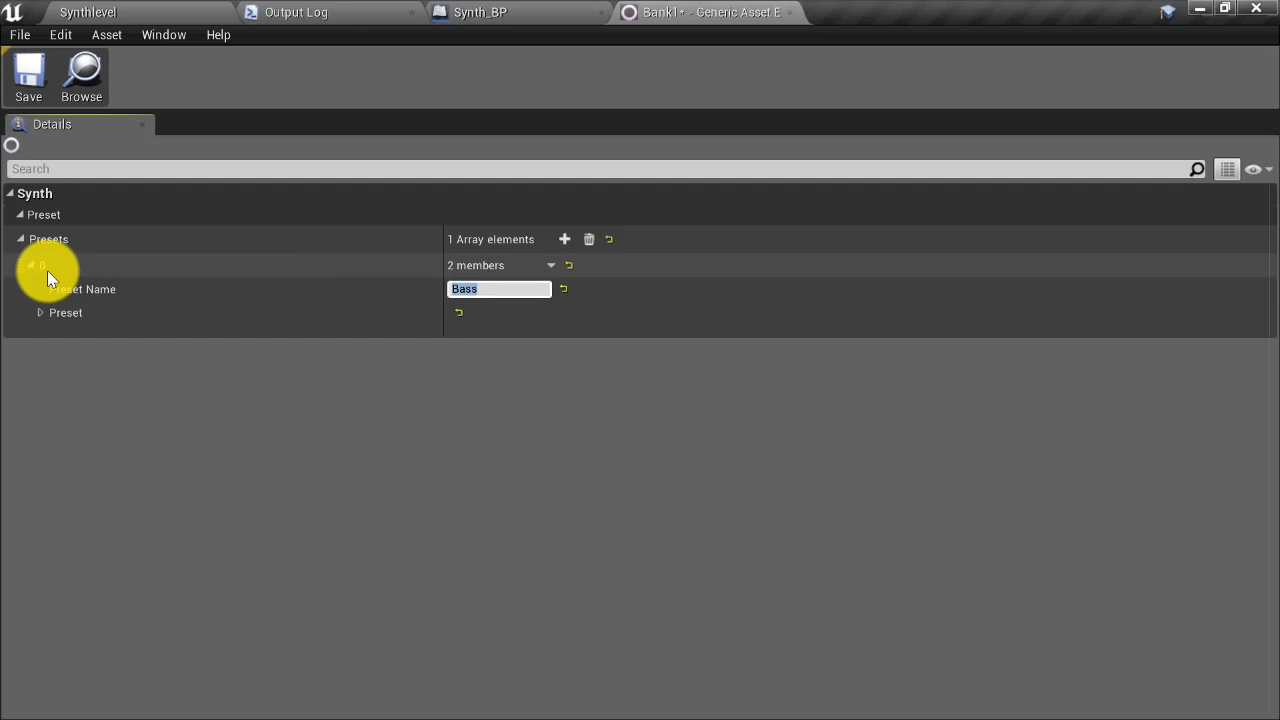 Synthlevel Output Log Synth_BP Bank1* - Generic Asset E
File Edit Asset Window Help
Save Browse
Details
Search
Synth
Preset
Presets 1 Array elements
0 2 members
Preset Name Bass
Preset